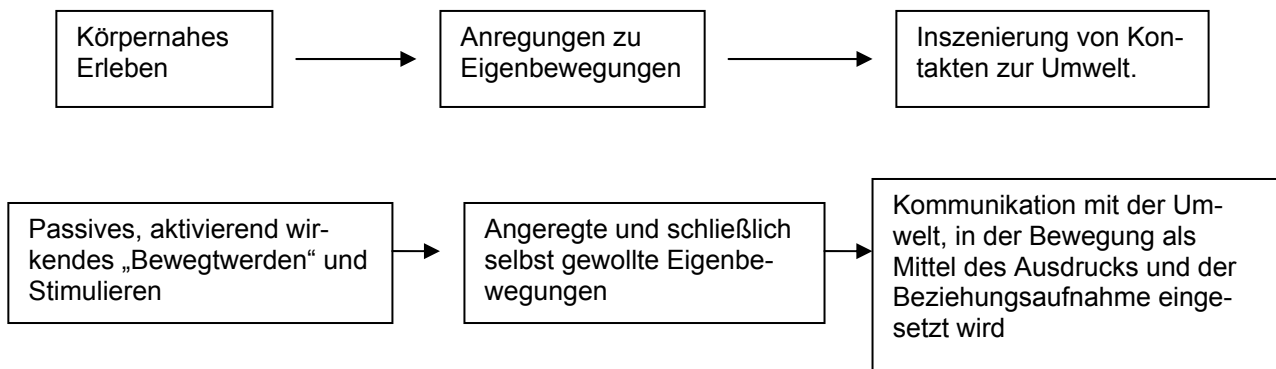 Körpernahes
Erleben
Anregungen zu
Eigenbewegungen
Inszenierung von Kon-
takten zur Umwelt.
Passives, aktivierend wir-
kendes „Bewegtwerden“ und
Stimulieren
Angeregte und schließlich
selbst gewollte Eigenbe-
wegungen
Kommunikation mit der Um-
welt, in der Bewegung als
Mittel des Ausdrucks und der
Beziehungsaufnahme einge-
setzt wird